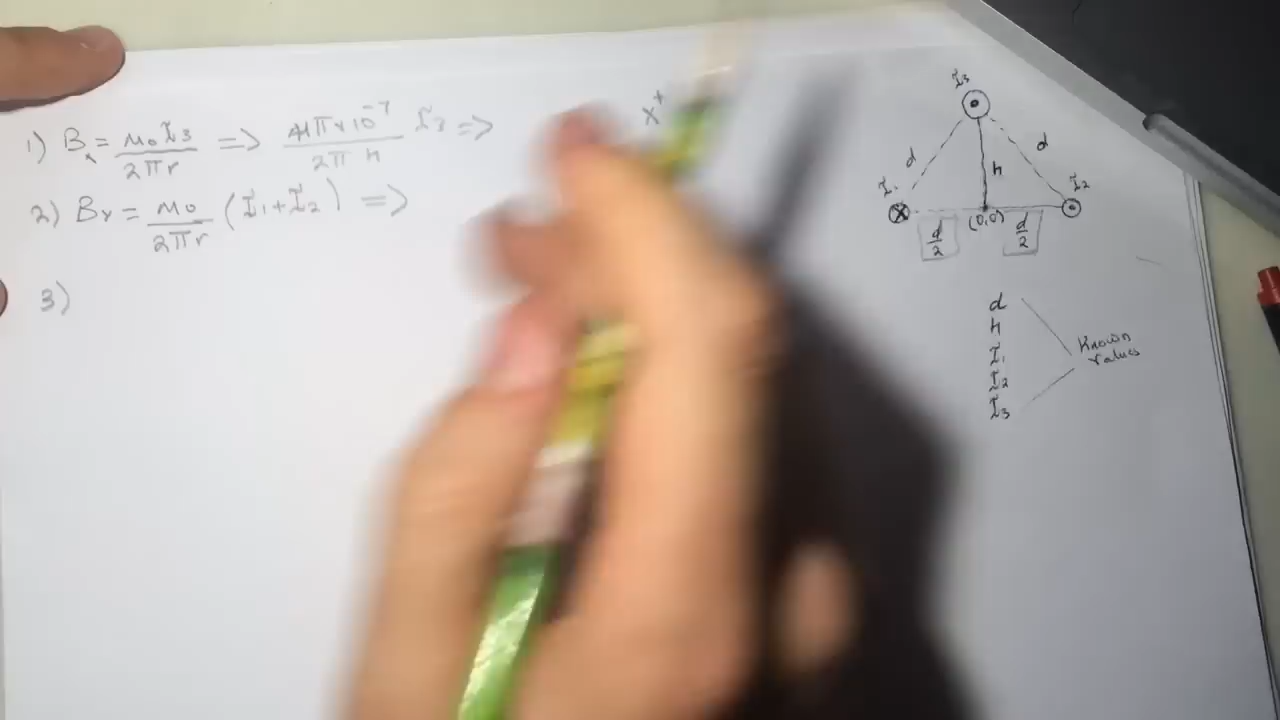 1) Bₓ = μ₀I₃ / 2πr => 4π×10⁻⁷ / 2π h I₃ =>
2) Bᵧ = μ₀ / 2πr (I₁+I₂) =>
3)
I₃
d
d
h
I₁
I₂
(0,0)
d/2
d/2
d
h
I₁
I₂
I₃
Known
values